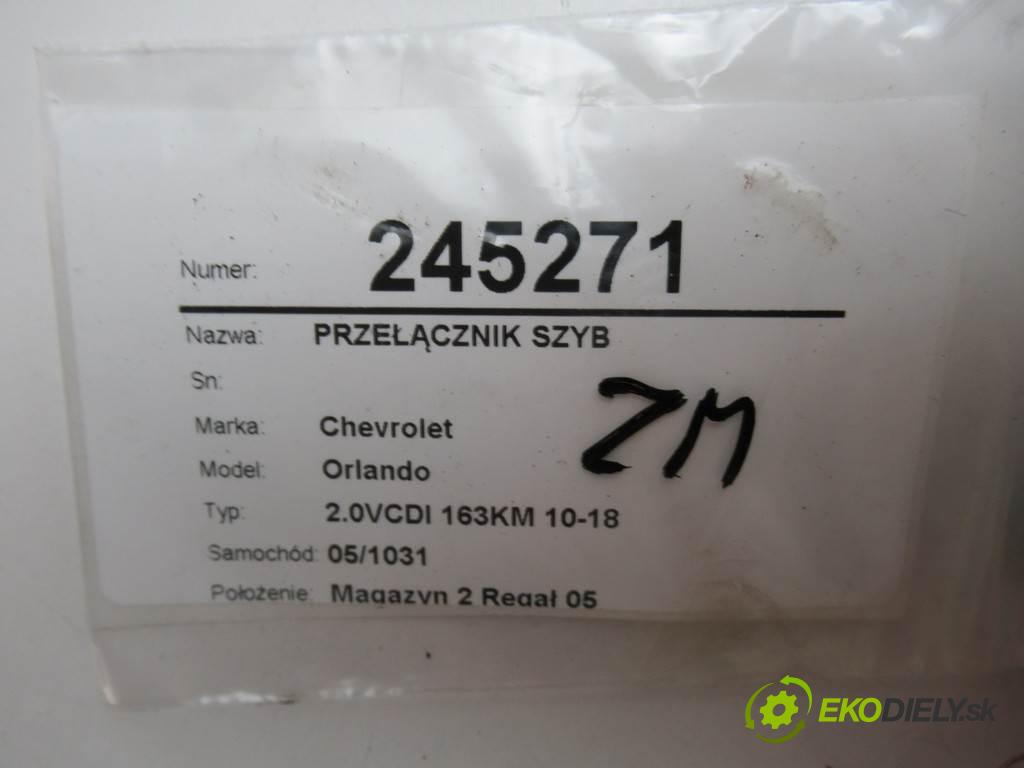 Numer: 245271
Nazwa: PRZEŁĄCZNIK SZYB
Sn:
Marka: Chevrolet
ZM
Model: Orlando
Typ: 2.0VCDI 163KM 10-18
Samochód: 05/1031
Położenie: Magazyn 2 Regał 05
EKODIELY.sk